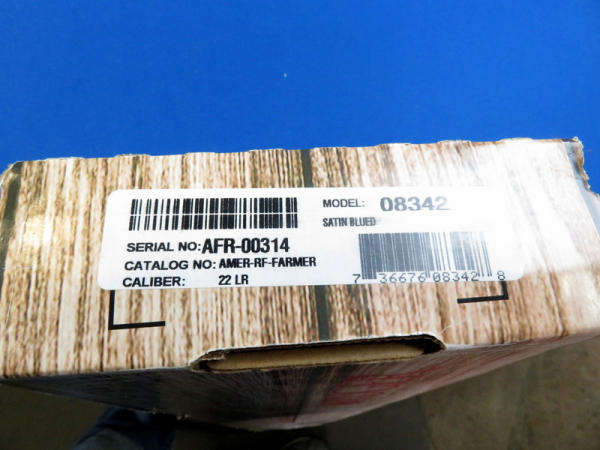 MODEL: 08342
SATIN BLUED
SERIAL NO: AFR-00314
CATALOG NO: AMER-RF-FARMER
CALIBER: 22 LR
7 36676 08342 8